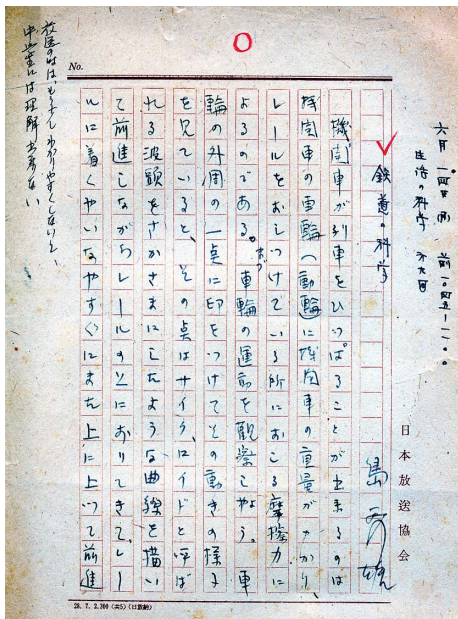 No.
六月一四日(月) 前一〇・四五―一一・〇〇
生活の科学
日本放送協会
鉄道の科学
島秀雄
機関車が列車をひっぱることが出来るのは
機関車の車輪(動輪)に機関車の重量がかかり、
レールをおしつけている所におこる摩擦力に
よるのである。まづ車輪の運動を観察しよう。車
輪の外周の一点に印をつけてその動きの様子
を見ていると、その点はサイクロイドと呼ば
れる波頭をさかさまにしたような曲線を描い
て前進しながらレールの上におりてきて、レー
ルに着くやいなやすぐにまた上に上って前進
放送の時は、もう少しわかりやすくしないと、
中学生には理解出来ない
28. 7. 2,300 (共5) (日放納)